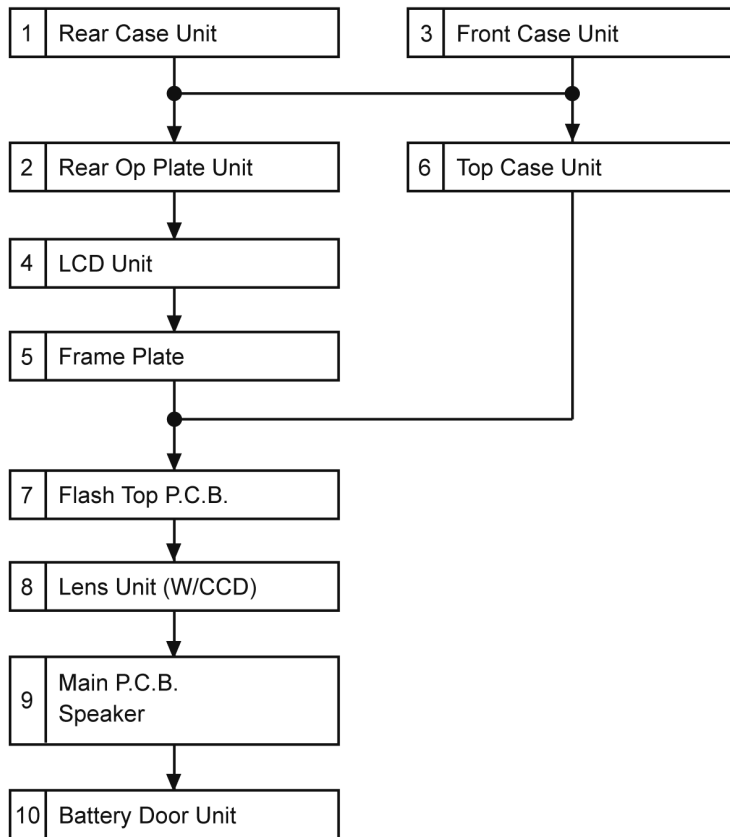 1 Rear Case Unit
3 Front Case Unit
2 Rear Op Plate Unit
6 Top Case Unit
4 LCD Unit
5 Frame Plate
7 Flash Top P.C.B.
8 Lens Unit (W/CCD)
9 Main P.C.B.
Speaker
10 Battery Door Unit